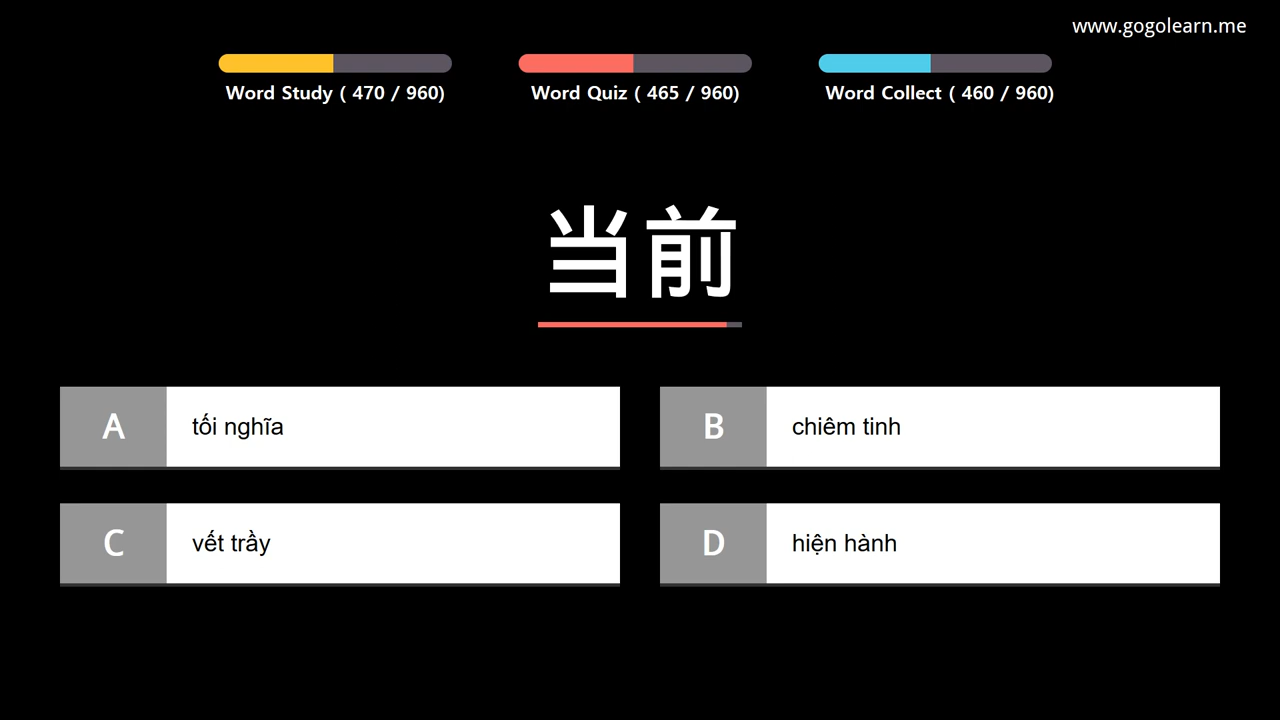 www.gogolearn.me
Word Study ( 470 / 960)
Word Quiz ( 465 / 960)
Word Collect ( 460 / 960)
当前
A
tối nghĩa
B
chiêm tinh
C
vết trầy
D
hiện hành